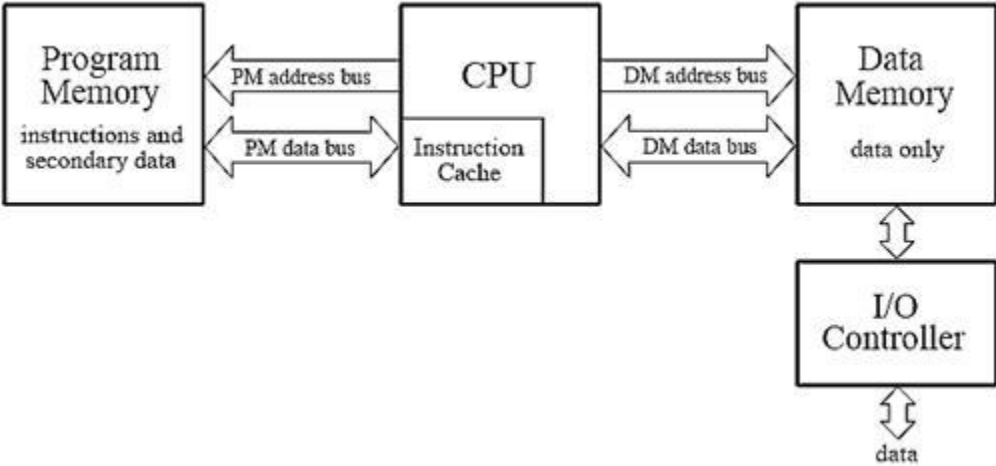 Program
Memory
instructions and
secondary data
PM address bus
PM data bus
CPU
Instruction
Cache
DM address bus
DM data bus
Data
Memory
data only
I/O
Controller
data